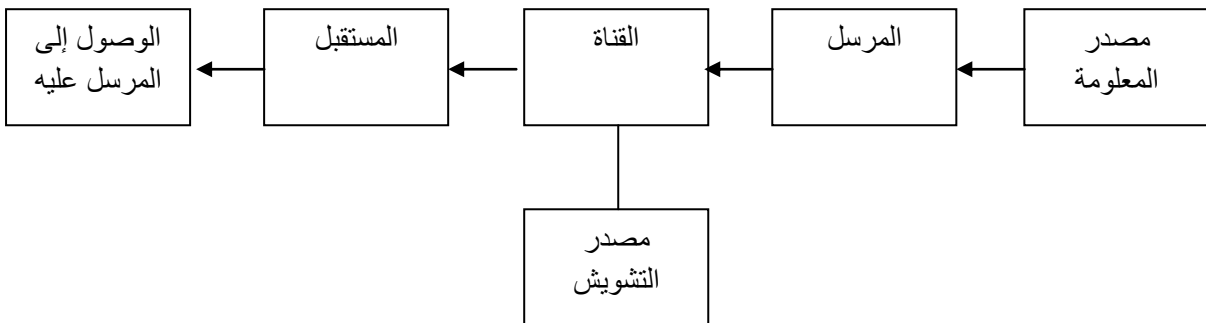 مصدر
المعلومة
المرسل
القناة
المستقبل
الوصول إلى
المرسل عليه
مصدر
التشويش